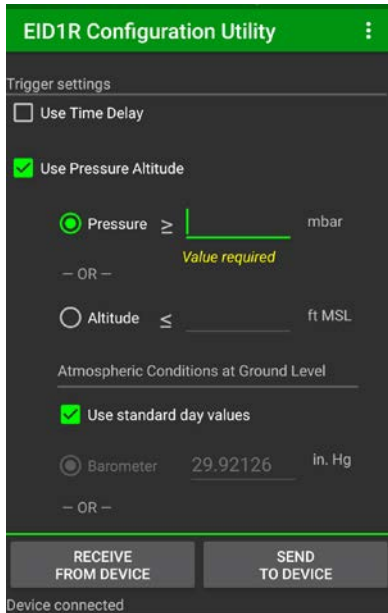 EID1R Configuration Utility
Trigger settings
Use Time Delay
Use Pressure Altitude
Pressure ≥ mbar
Value required
— OR —
Altitude ≤ ft MSL
Atmospheric Conditions at Ground Level
Use standard day values
Barometer 29.92126 in. Hg
— OR —
RECEIVE
FROM DEVICE
SEND
TO DEVICE
Device connected